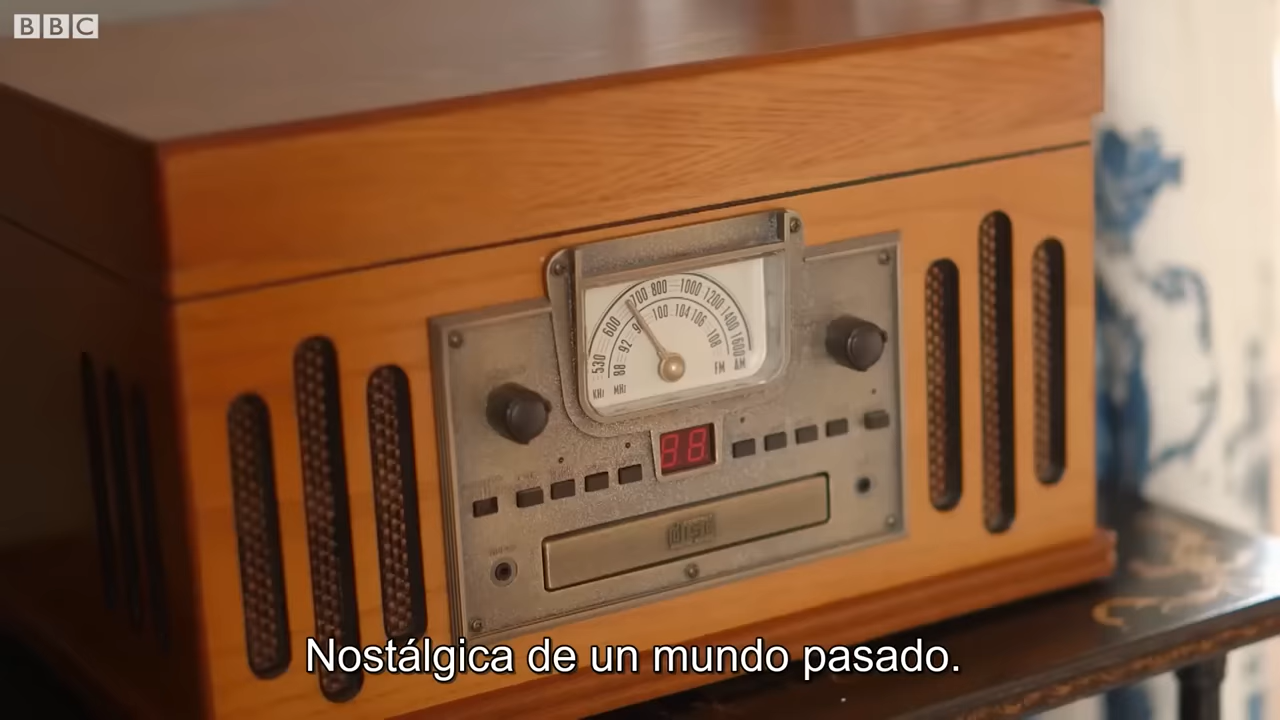 BBC
530 600 700 800 1000 1200 1400 1600
KHz AM
88 92 100 104 106 108
MHz FM
88
Nostálgica de un mundo pasado.